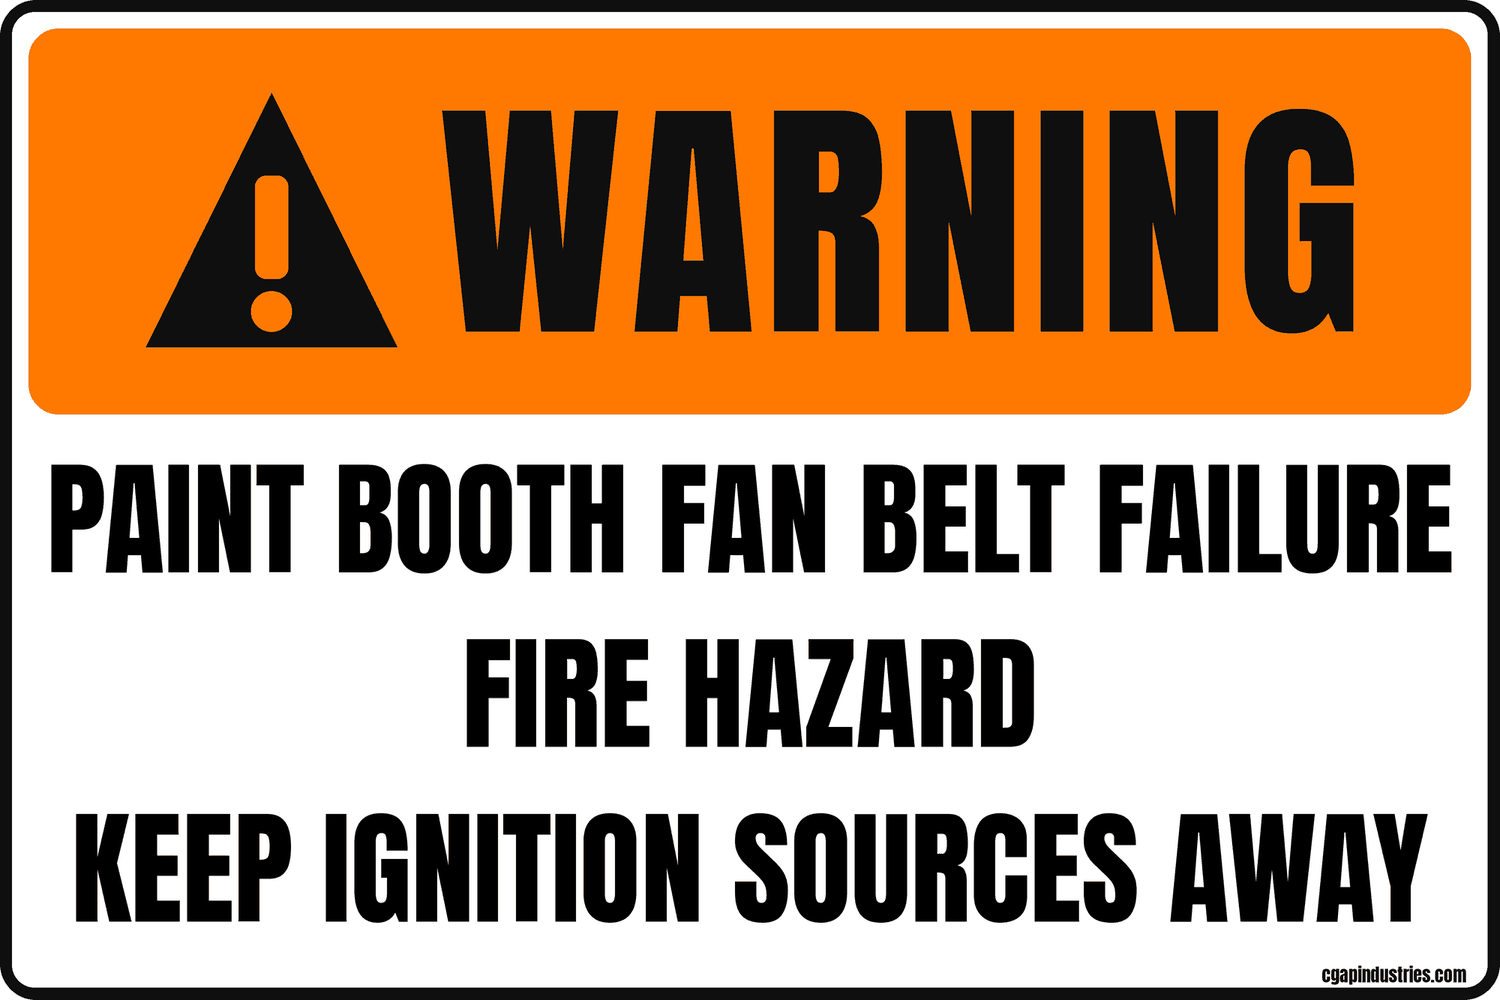 WARNING
PAINT BOOTH FAN BELT FAILURE
FIRE HAZARD
KEEP IGNITION SOURCES AWAY
cgapindustries.com